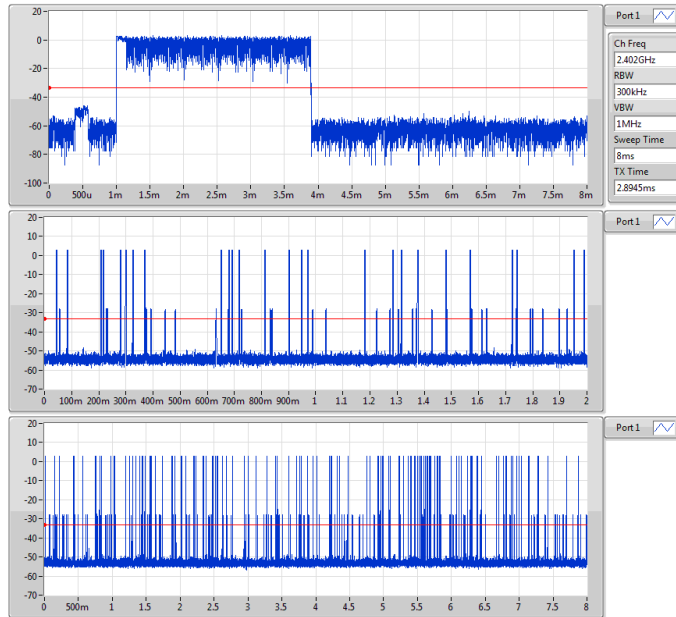 20
0
-20
-40
-60
-80
-100
0 500u 1m 1.5m 2m 2.5m 3m 3.5m 4m 4.5m 5m 5.5m 6m 6.5m 7m 7.5m 8m
Port 1
Ch Freq
2.402GHz
RBW
300kHz
VBW
1MHz
Sweep Time
8ms
TX Time
2.8945ms
20
10
0
-10
-20
-30
-40
-50
-60
-70
0 100m 200m 300m 400m 500m 600m 700m 800m 900m 1 1.1 1.2 1.3 1.4 1.5 1.6 1.7 1.8 1.9 2
Port 1
20
10
0
-10
-20
-30
-40
-50
-60
-70
0 500m 1 1.5 2 2.5 3 3.5 4 4.5 5 5.5 6 6.5 7 7.5 8
Port 1